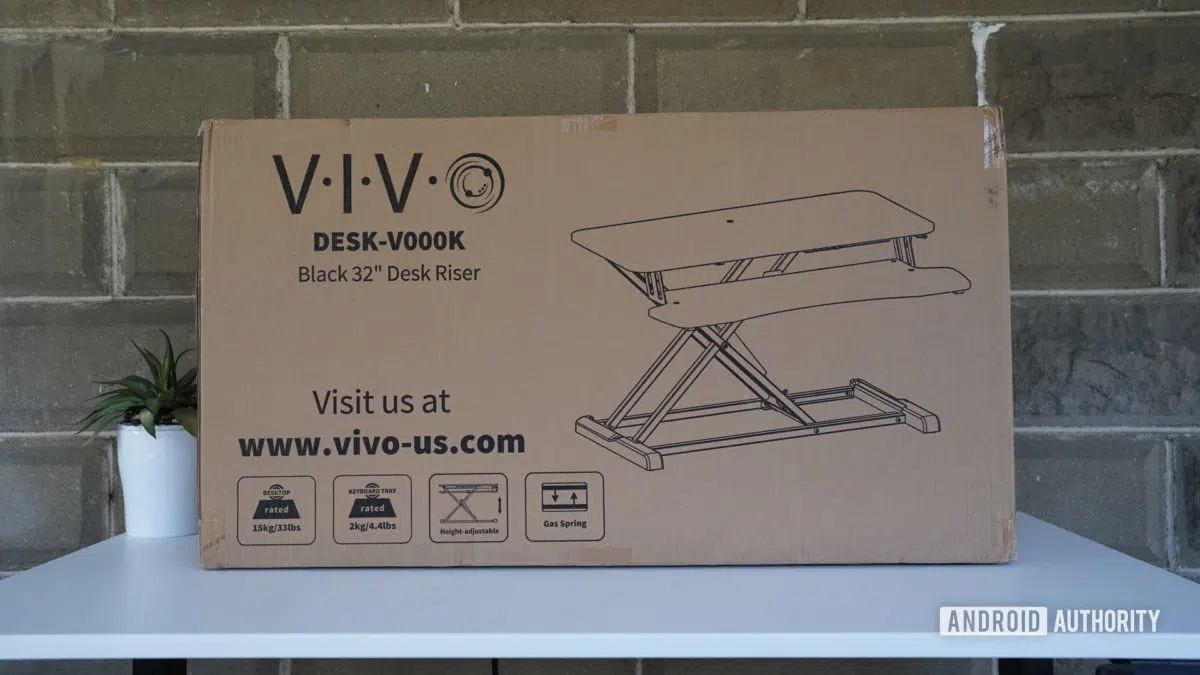 V·I·V·O
DESK-V000K
Black 32" Desk Riser
Visit us at
www.vivo-us.com
DESKTOP
rated
15kg/33lbs
KEYBOARD TRAY
rated
2kg/4.4lbs
Height-adjustable
Gas Spring
ANDROID AUTHORITY